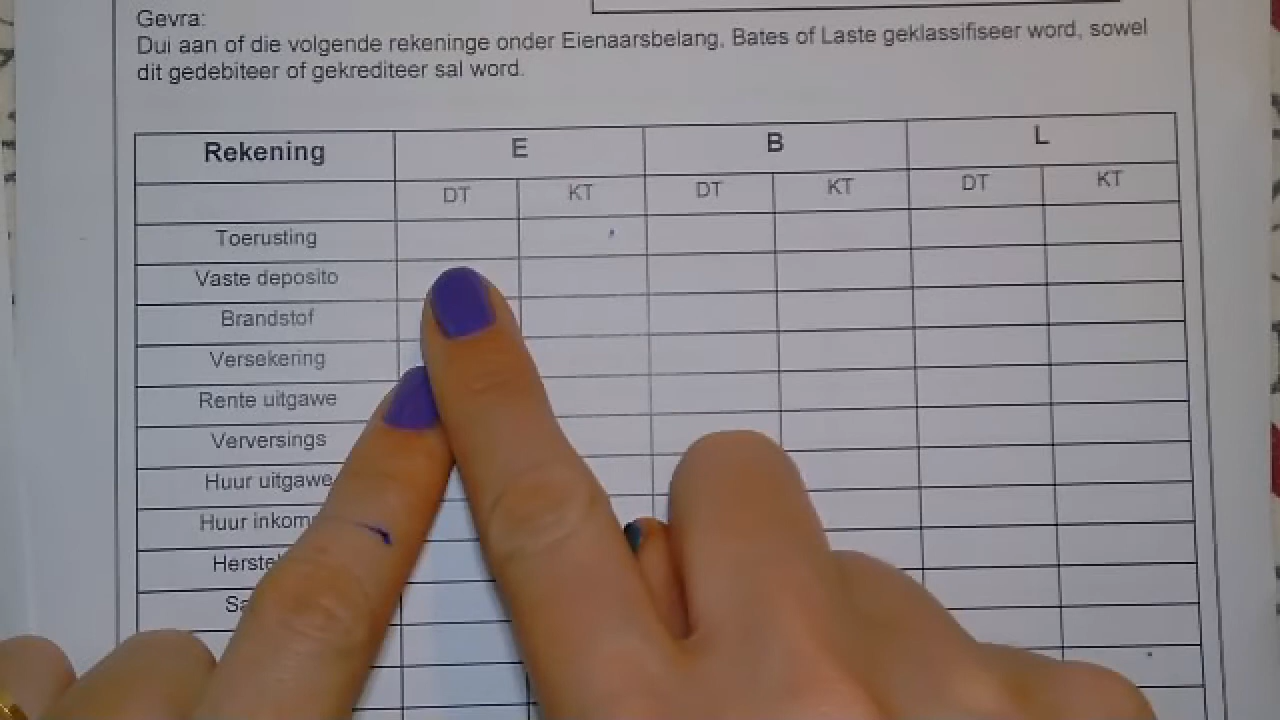 Gevra:
Dui aan of die volgende rekeninge onder Eienaarsbelang, Bates of Laste geklassifiseer word, sowel
dit gedebiteer of gekrediteer sal word.
Rekening E B L
DT KT DT KT DT KT
Toerusting
Vaste deposito
Brandstof
Versekering
Rente uitgawe
Verversings
Huur uitgawe
Huur